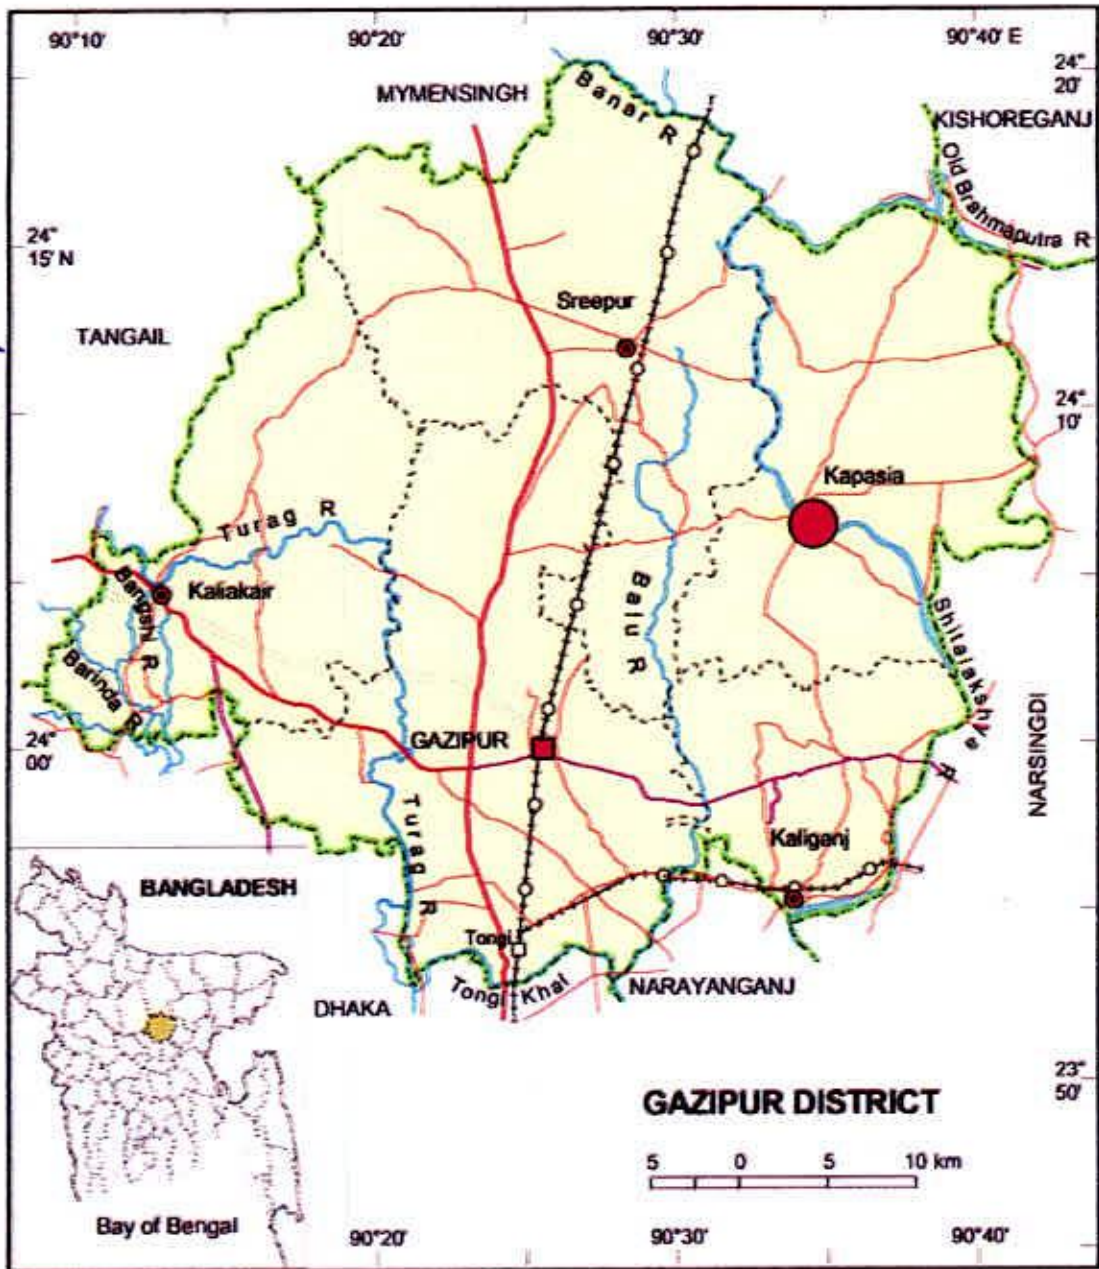 90°10'
90°20'
90°30'
90°40' E
24°
20'
MYMENSINGH
Banar R
KISHOREGANJ
Old Brahmaputra R
24°
15' N
Sreepur
TANGAIL
24°
10'
Kapasia
Turag R
Kaliakair
Bangshi R
Balu R
Shitalakshya R
Barinda R
GAZIPUR
NARSINGDI
24°
00'
Turag R
Kaliganj
BANGLADESH
Tongi
Tongi Khal
NARAYANGANJ
DHAKA
23°
50'
GAZIPUR DISTRICT
5 0 5 10 km
Bay of Bengal
90°20'
90°30'
90°40'